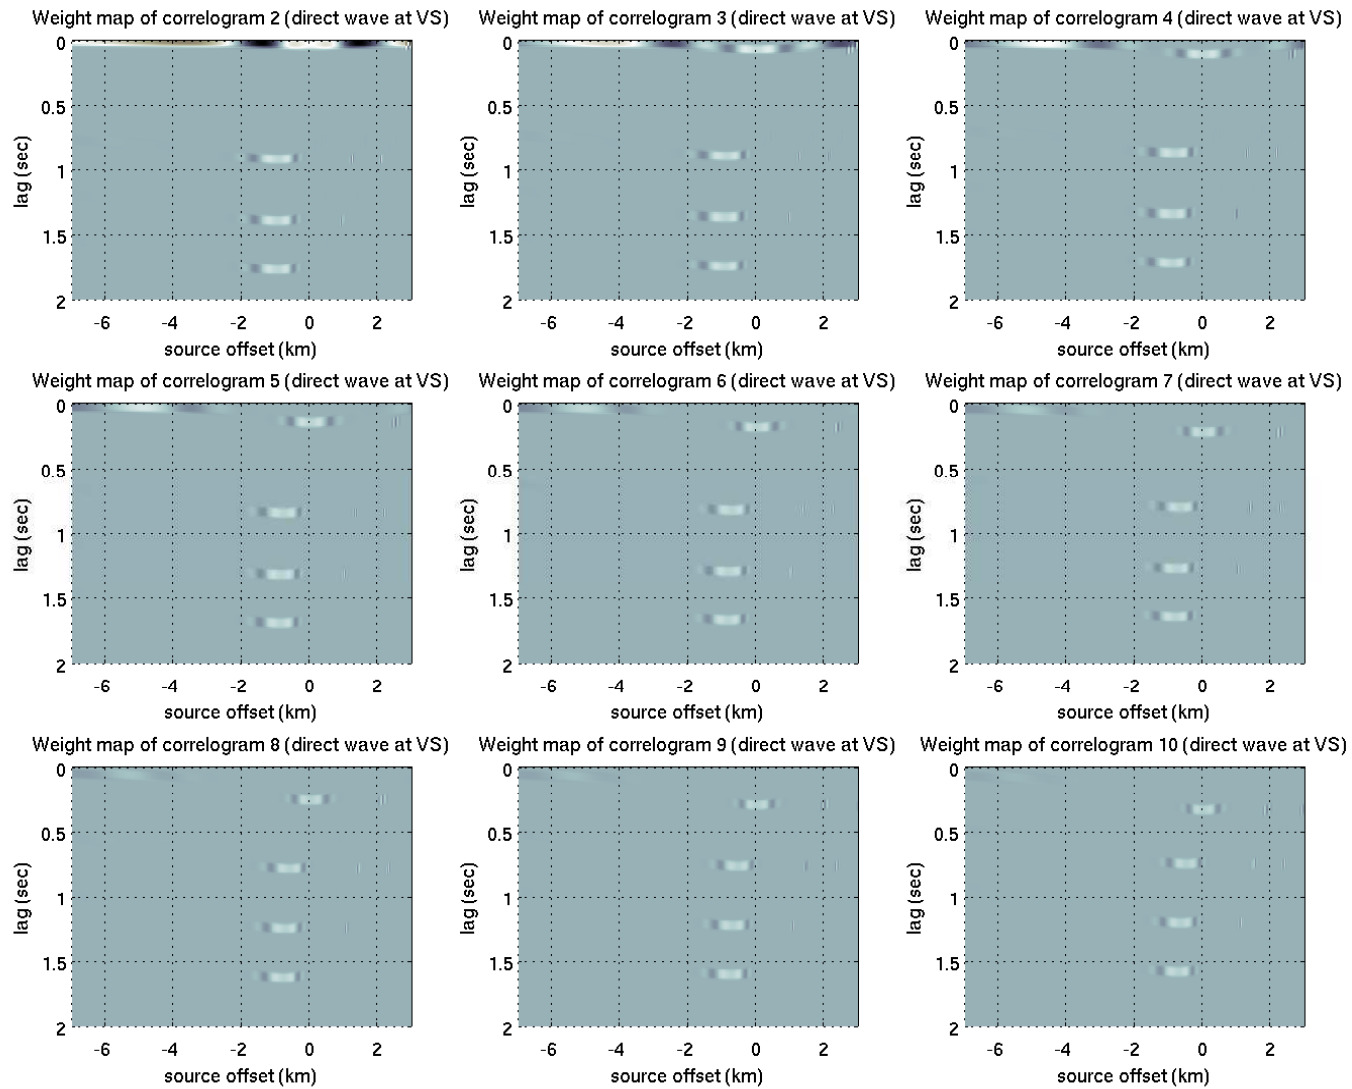 Weight map of correlogram 2 (direct wave at VS)
0
0.5
1
1.5
2
lag (sec)
-6 -4 -2 0 2
source offset (km)
Weight map of correlogram 3 (direct wave at VS)
0
0.5
1
1.5
2
lag (sec)
-6 -4 -2 0 2
source offset (km)
Weight map of correlogram 4 (direct wave at VS)
0
0.5
1
1.5
2
lag (sec)
-6 -4 -2 0 2
source offset (km)
Weight map of correlogram 5 (direct wave at VS)
0
0.5
1
1.5
2
lag (sec)
-6 -4 -2 0 2
source offset (km)
Weight map of correlogram 6 (direct wave at VS)
0
0.5
1
1.5
2
lag (sec)
-6 -4 -2 0 2
source offset (km)
Weight map of correlogram 7 (direct wave at VS)
0
0.5
1
1.5
2
lag (sec)
-6 -4 -2 0 2
source offset (km)
Weight map of correlogram 8 (direct wave at VS)
0
0.5
1
1.5
2
lag (sec)
-6 -4 -2 0 2
source offset (km)
Weight map of correlogram 9 (direct wave at VS)
0
0.5
1
1.5
2
lag (sec)
-6 -4 -2 0 2
source offset (km)
Weight map of correlogram 10 (direct wave at VS)
0
0.5
1
1.5
2
lag (sec)
-6 -4 -2 0 2
source offset (km)